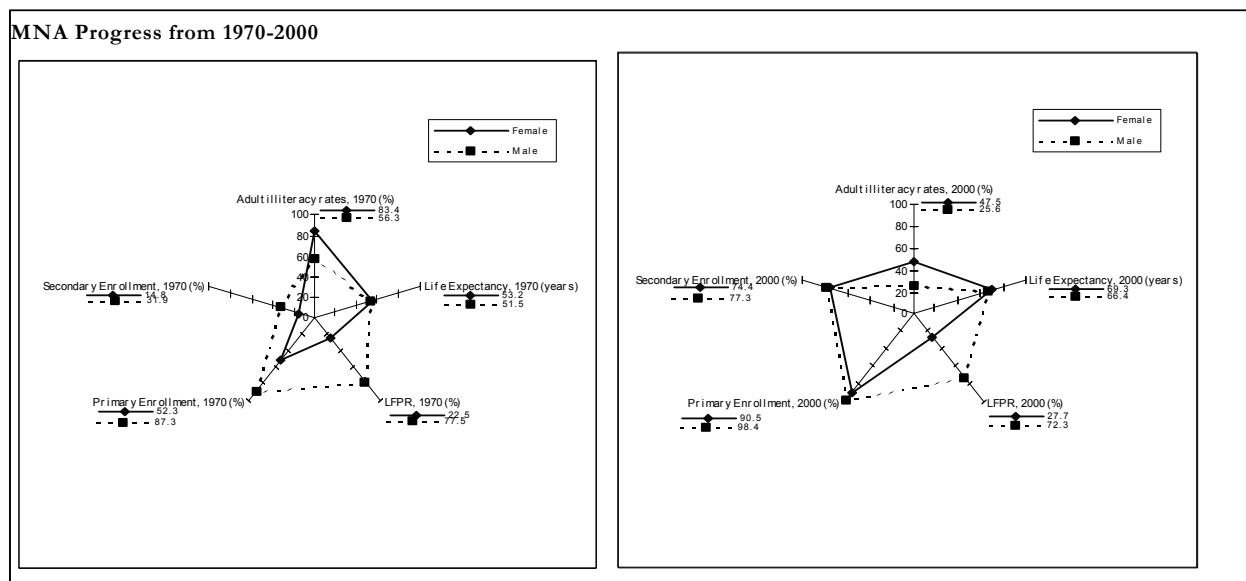 MNA Progress from 1970-2000
Female
Male
Adult illiteracy rates, 1970 (%)
83.4
56.3
100
80
60
40
20
0
Secondary Enrollment, 1970 (%)
14.8
31.9
Life Expectancy, 1970 (years)
53.2
51.5
Primary Enrollment, 1970 (%)
52.3
87.3
LFPR, 1970 (%)
22.5
77.5
Female
Male
Adult illiteracy rates, 2000 (%)
47.5
25.6
100
80
60
40
20
0
Secondary Enrollment, 2000 (%)
74.4
77.3
Life Expectancy, 2000 (years)
69.3
66.4
Primary Enrollment, 2000 (%)
90.5
98.4
LFPR, 2000 (%)
27.7
72.3